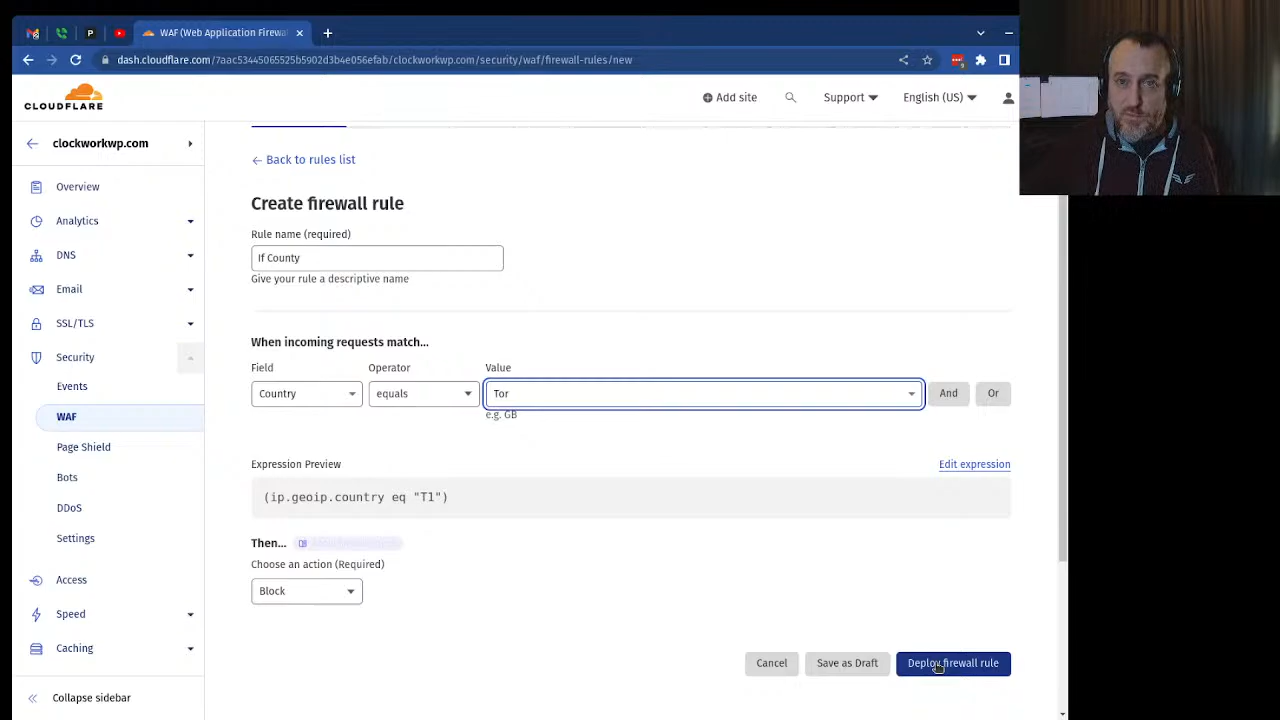 P
WAF (Web Application Firewa
dash.cloudflare.com/7aac53445065525b5902d3b4e056efab/clockworkwp.com/security/waf/firewall-rules/new
CLOUDFLARE
Add site
Support
English (US)
clockworkwp.com
Overview
Analytics
DNS
Email
SSL/TLS
Security
Events
WAF
Page Shield
Bots
DDoS
Settings
Access
Speed
Caching
Collapse sidebar
Back to rules list
Create firewall rule
Rule name (required)
If County
Give your rule a descriptive name
When incoming requests match...
Field Operator Value
Country equals Tor And Or
e.g. GB
Expression Preview Edit expression
(ip.geoip.country eq "T1")
Then...
Choose an action (Required)
Block
Cancel Save as Draft Deploy firewall rule